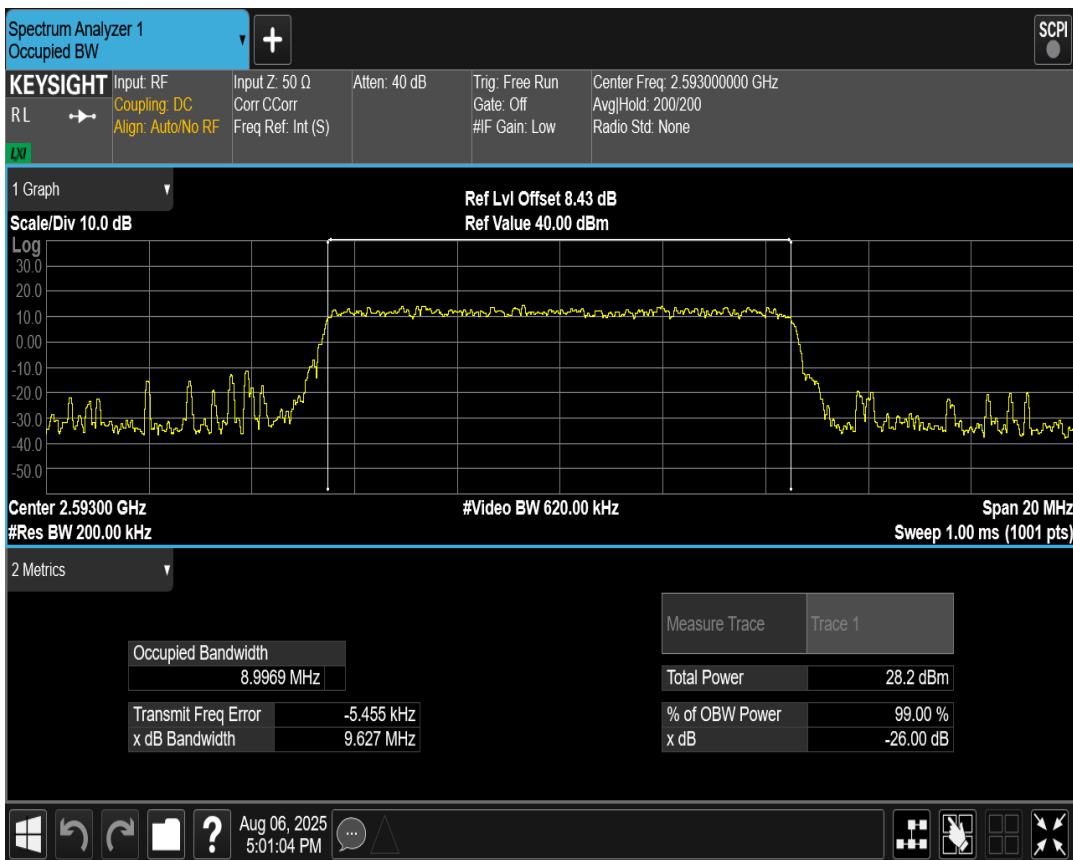 Spectrum Analyzer 1
Occupied BW
+
SCPI
KEYSIGHT
RL
LXI
Input: RF
Coupling: DC
Align: Auto/No RF
Input Z: 50 Ω
Corr CCorr
Freq Ref: Int (S)
Atten: 40 dB
Trig: Free Run
Gate: Off
#IF Gain: Low
Center Freq: 2.593000000 GHz
Avg|Hold: 200/200
Radio Std: None
1 Graph
Scale/Div 10.0 dB
Ref Lvl Offset 8.43 dB
Ref Value 40.00 dBm
Log
30.0
20.0
10.0
0.00
-10.0
-20.0
-30.0
-40.0
-50.0
Center 2.59300 GHz
#Res BW 200.00 kHz
#Video BW 620.00 kHz
Span 20 MHz
Sweep 1.00 ms (1001 pts)
2 Metrics
Measure Trace Trace 1
Occupied Bandwidth
8.9969 MHz
Total Power 28.2 dBm
Transmit Freq Error -5.455 kHz
% of OBW Power 99.00 %
x dB Bandwidth 9.627 MHz
x dB -26.00 dB
?
Aug 06, 2025
5:01:04 PM